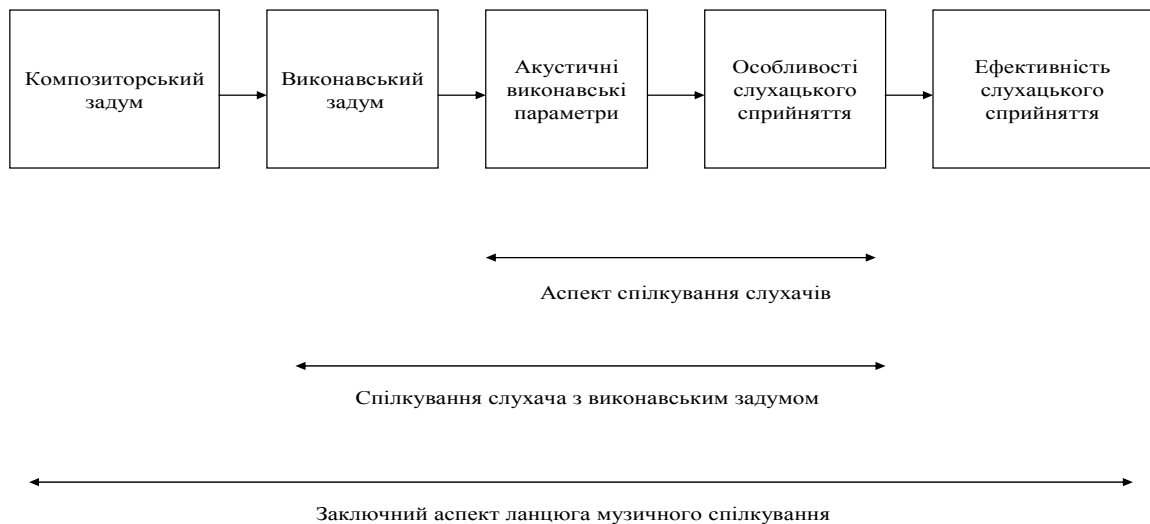 Композиторський
задум
Виконавський
задум
Акустичні
виконавські
параметри
Особливості
слухацького
сприйняття
Ефективність
слухацького
сприйняття
Аспект спілкування слухачів
Спілкування слухача з виконавським задумом
Заключний аспект ланцюга музичного спілкування